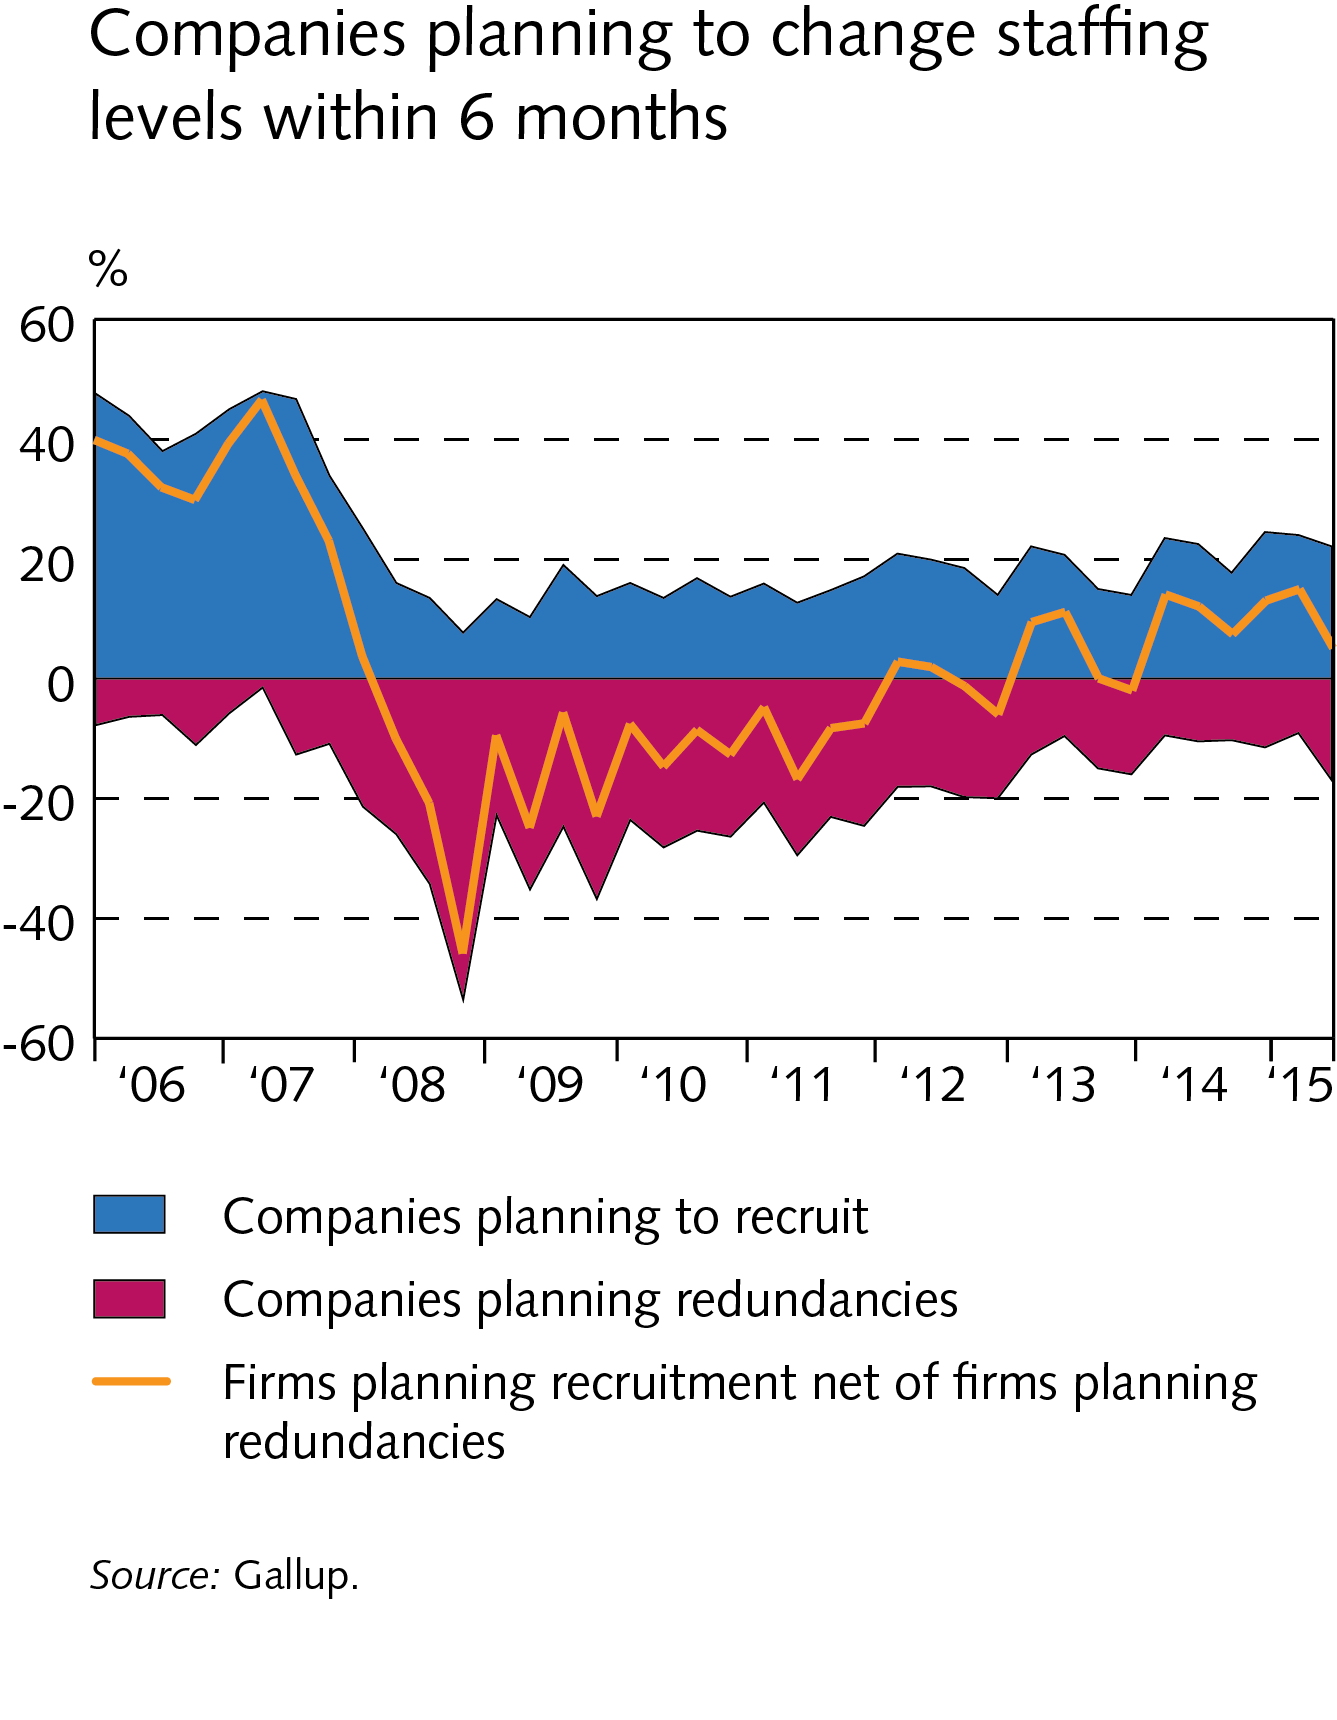 Companies planning to change staffing
levels within 6 months
%
60
40
20
0
-20
-40
-60
‘06 ‘07 ‘08 ‘09 ‘10 ‘11 ‘12 ‘13 ‘14 ‘15
Companies planning to recruit
Companies planning redundancies
Firms planning recruitment net of firms planning
redundancies
Source: Gallup.